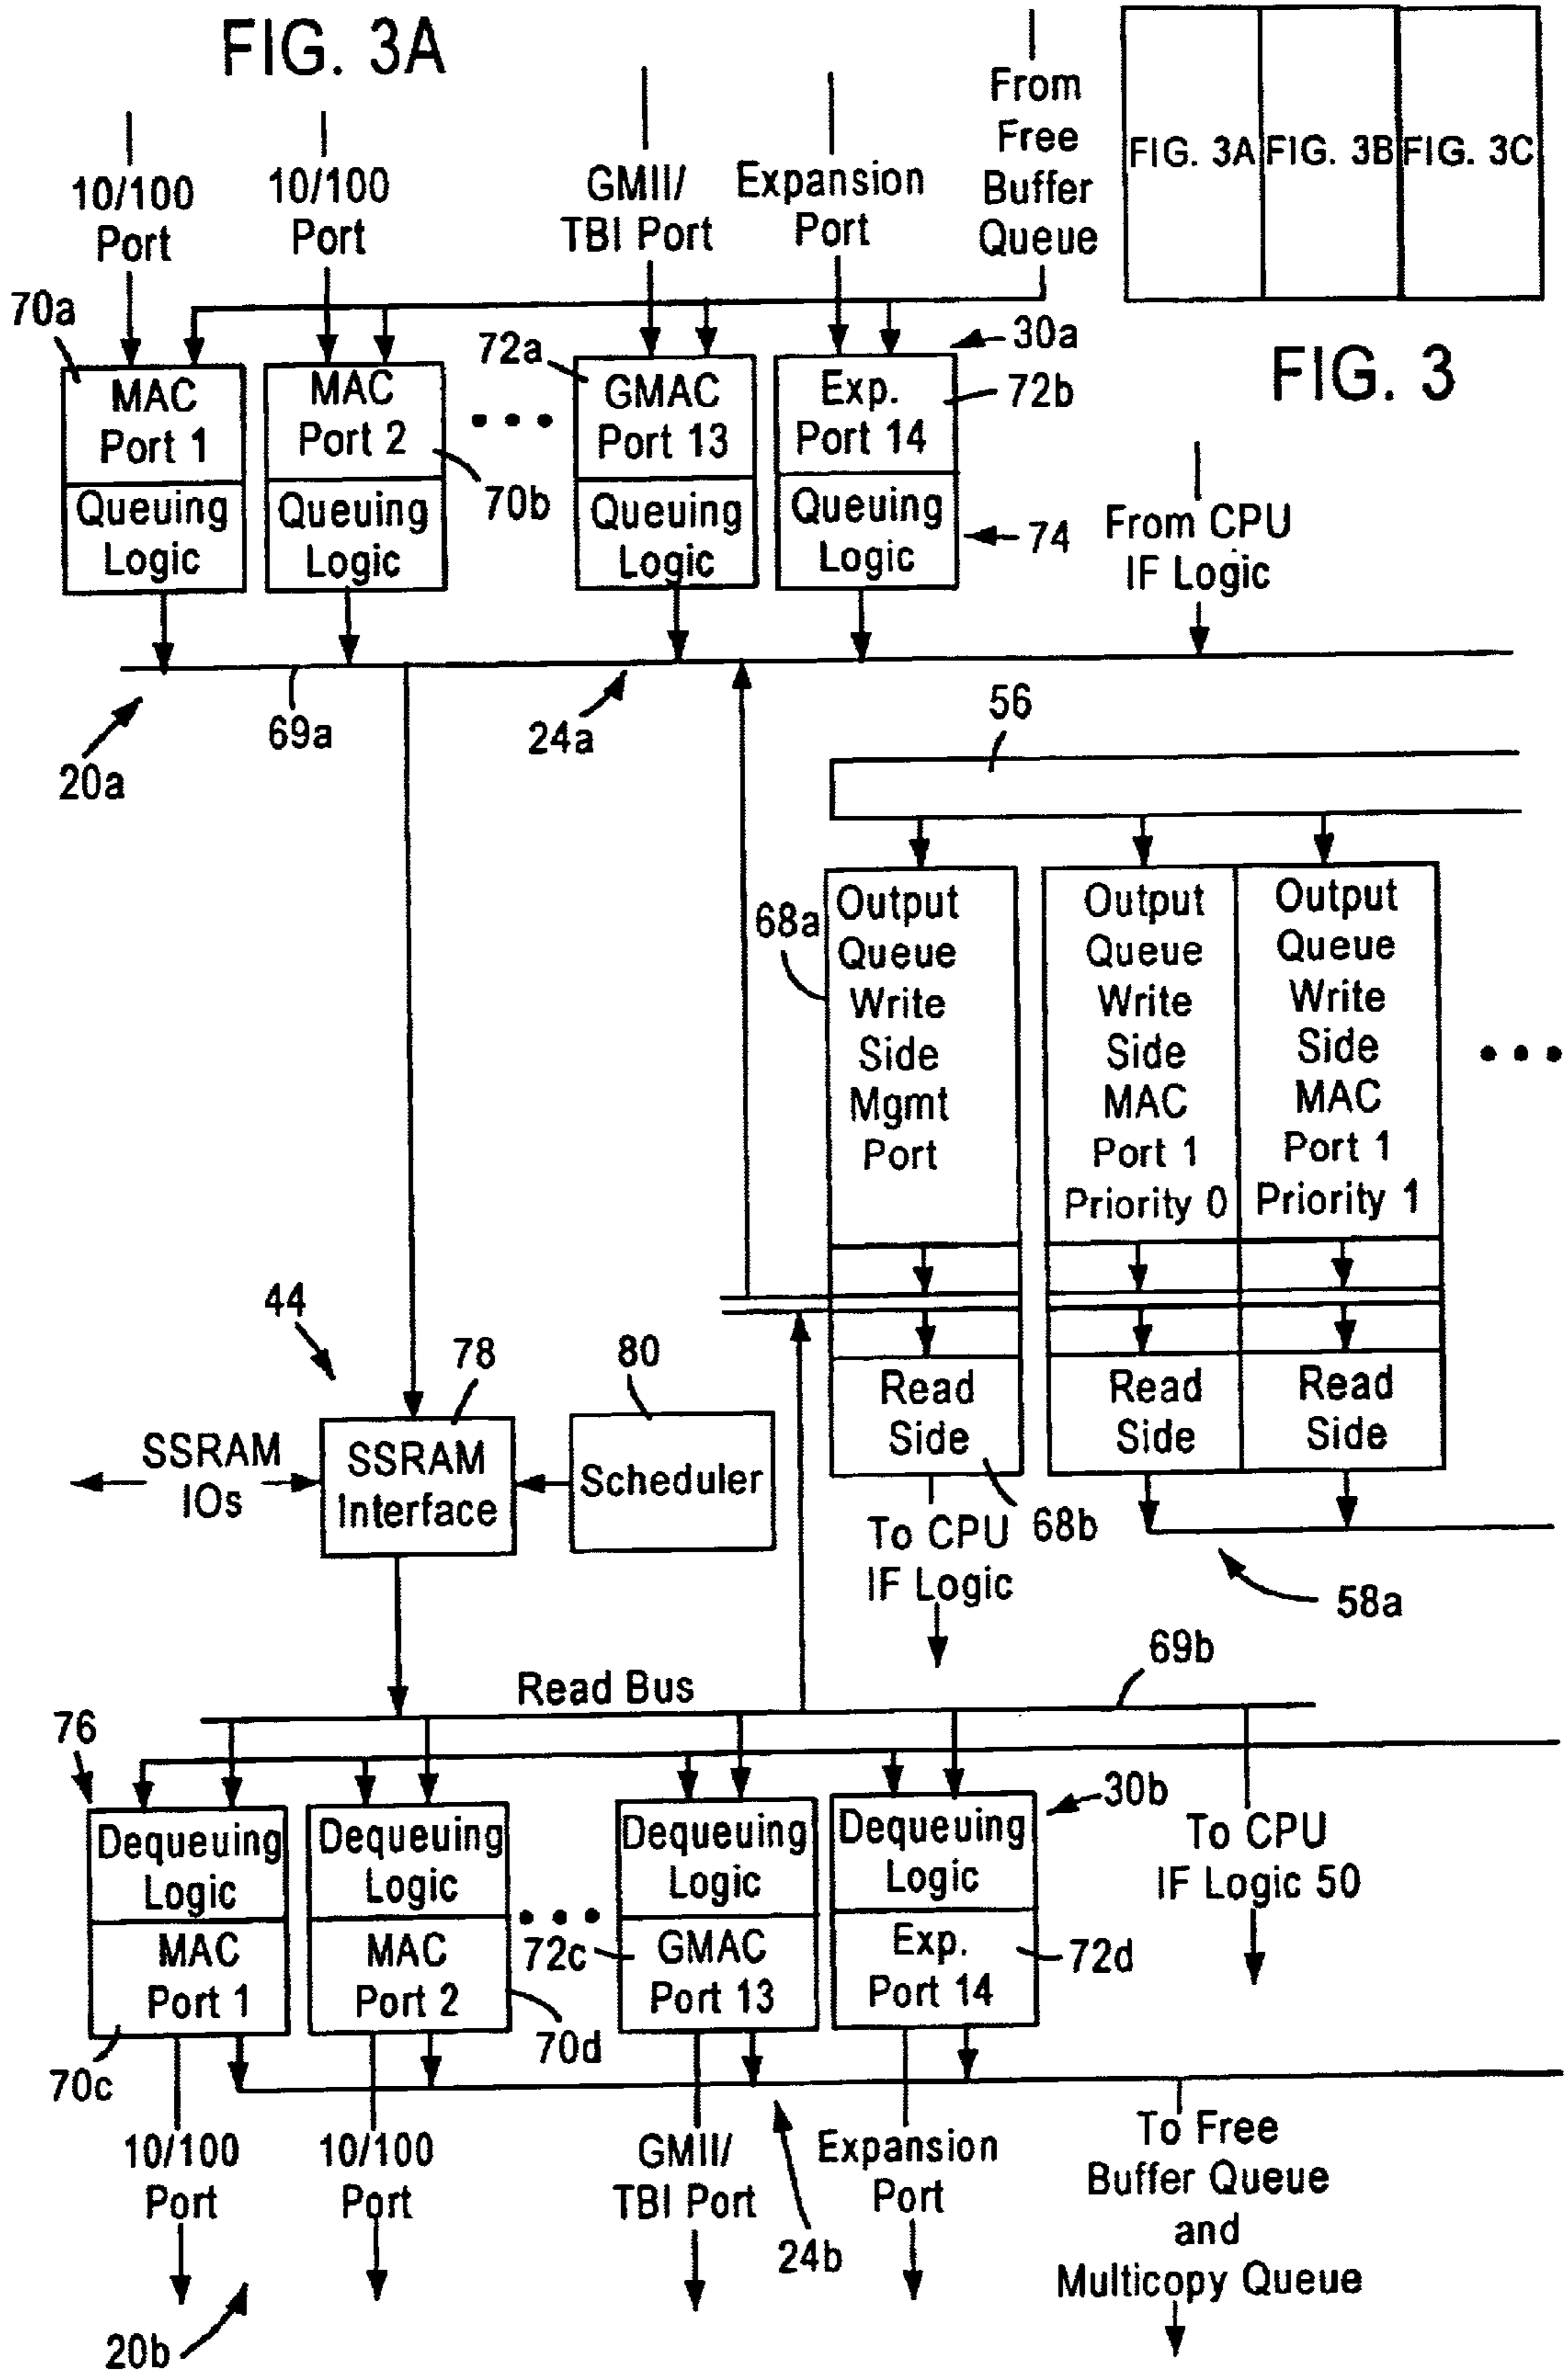 FIG. 3A
From
Free
Buffer
Queue
FIG. 3A
FIG. 3B
FIG. 3C
FIG. 3
10/100
Port
10/100
Port
GMII/
TBI Port
Expansion
Port
70a
72a
30a
MAC
Port 1
MAC
Port 2
GMAC
Port 13
Exp.
Port 14
72b
70b
Queuing
Logic
Queuing
Logic
Queuing
Logic
Queuing
Logic
74
From CPU
IF Logic
20a
69a
24a
56
68a
Output
Queue
Write
Side
Mgmt
Port
Output
Queue
Write
Side
MAC
Port 1
Priority 0
Output
Queue
Write
Side
MAC
Port 1
Priority 1
44
78
80
SSRAM
IOs
SSRAM
Interface
Scheduler
Read
Side
Read
Side
Read
Side
To CPU
IF Logic
68b
58a
Read Bus
69b
76
30b
Dequeuing
Logic
Dequeuing
Logic
Dequeuing
Logic
Dequeuing
Logic
To CPU
IF Logic 50
MAC
Port 1
MAC
Port 2
72c
GMAC
Port 13
Exp.
Port 14
72d
70c
70d
10/100
Port
10/100
Port
GMII/
TBI Port
Expansion
Port
24b
To Free
Buffer Queue
and
Multicopy Queue
20b